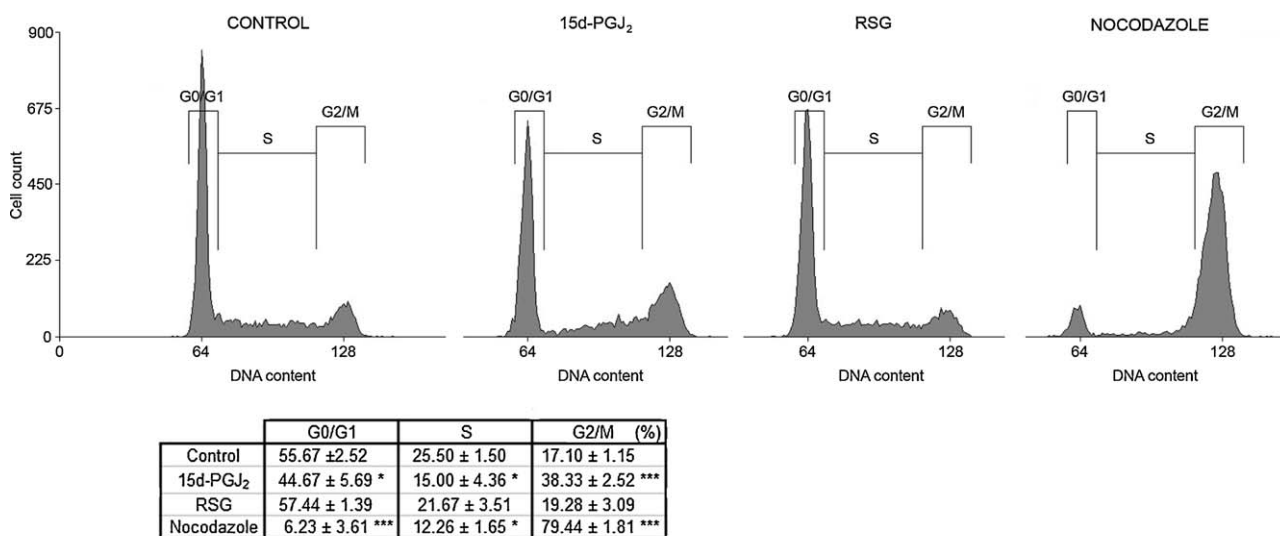 CONTROL 15d-PGJ₂ RSG NOCODAZOLE
900
675
450
225
0
Cell count
G0/G1 S G2/M
G0/G1 S G2/M
G0/G1 S G2/M
G0/G1 S G2/M
0 64 128 64 128 64 128 64 128
DNA content DNA content DNA content DNA content
G0/G1 S G2/M (%)
Control 55.67 ±2.52 25.50 ± 1.50 17.10 ± 1.15
15d-PGJ₂ 44.67 ± 5.69 * 15.00 ± 4.36 * 38.33 ± 2.52 ***
RSG 57.44 ± 1.39 21.67 ± 3.51 19.28 ± 3.09
Nocodazole 6.23 ± 3.61 *** 12.26 ± 1.65 * 79.44 ± 1.81 ***